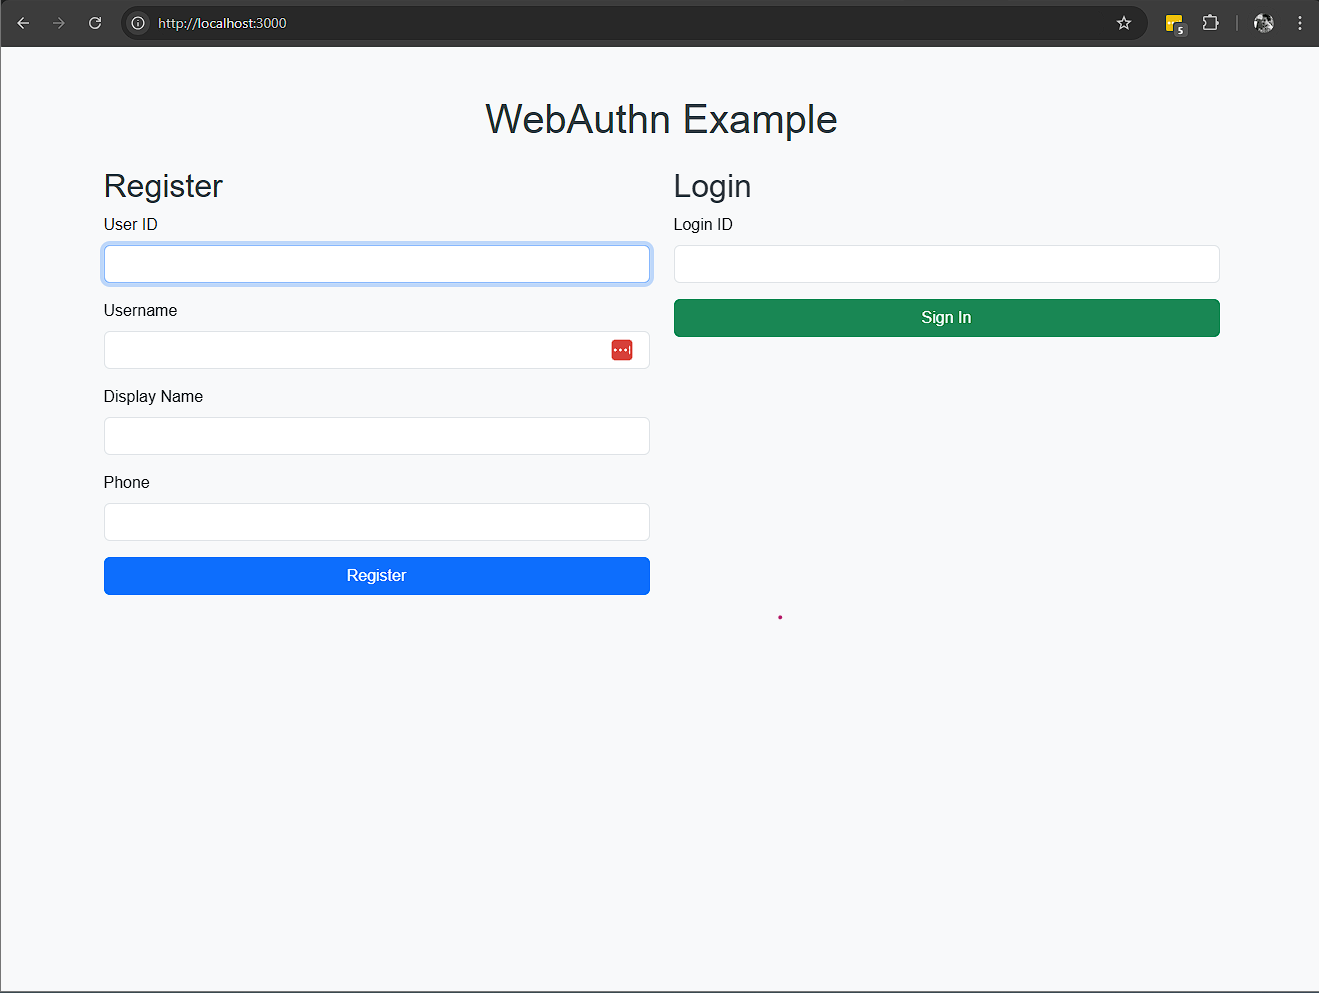 http://localhost:3000
5
WebAuthn Example
Register
User ID
Username
Display Name
Phone
Register
Login
Login ID
Sign In